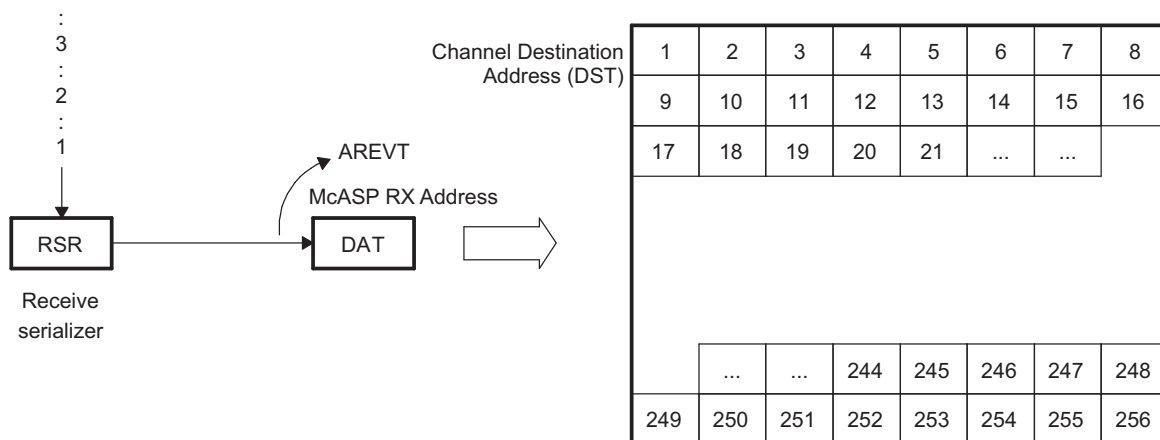 :
3
:
2
:
1
AREVT
McASP RX Address
RSR
DAT
Receive
serializer
Channel Destination
Address (DST)
1 2 3 4 5 6 7 8
9 10 11 12 13 14 15 16
17 18 19 20 21 ... ...
... ... 244 245 246 247 248
249 250 251 252 253 254 255 256